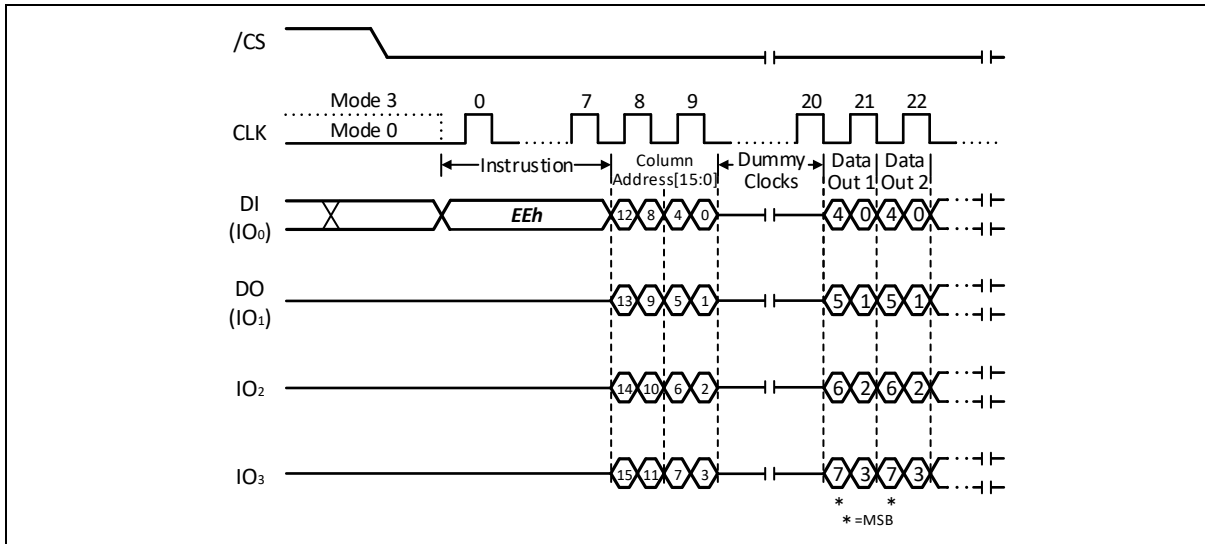 /CS
Mode 3
0 7 8 9 20 21 22
CLK
Mode 0
Instrustion
Column
Address[15:0]
Dummy
Clocks
Data
Out 1
Data
Out 2
DI
(IO0)
EEh
12 8 4 0
4 0 4 0
DO
(IO1)
13 9 5 1
5 1 5 1
IO2
14 10 6 2
6 2 6 2
IO3
15 11 7 3
7 3 7 3
* *
* =MSB